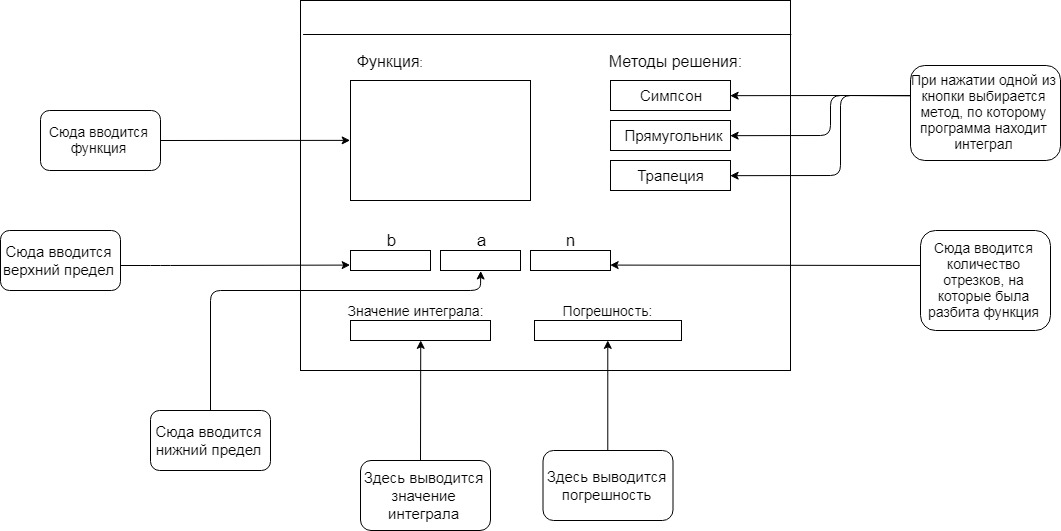 Функция:
Методы решения:
Симпсон
Прямугольник
Трапеция
При нажатии одной из
кнопки выбирается
метод, по которому
программа находит
интеграл
Сюда вводится
функция
b
a
n
Сюда вводится
верхний предел
Сюда вводится
количество
отрезков, на
которые была
разбита функция
Значение интеграла:
Погрешность:
Сюда вводится
нижний предел
Здесь выводится
значение
интеграла
Здесь выводится
погрешность